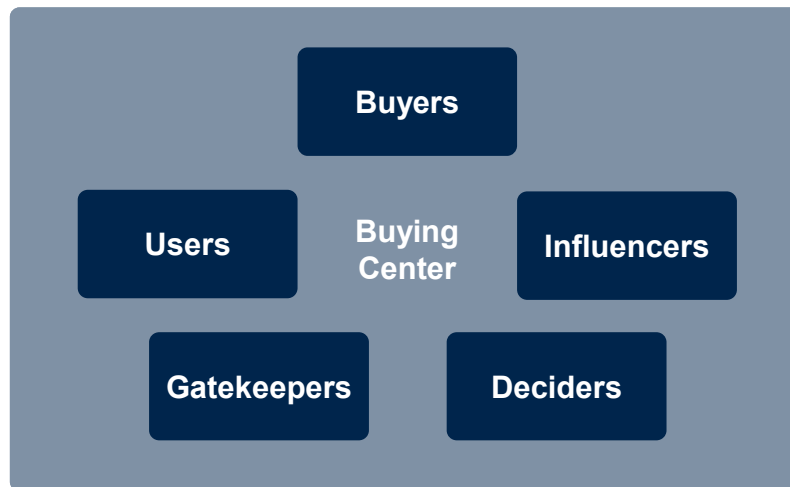 Buyers
Users
Buying
Center
Influencers
Gatekeepers
Deciders